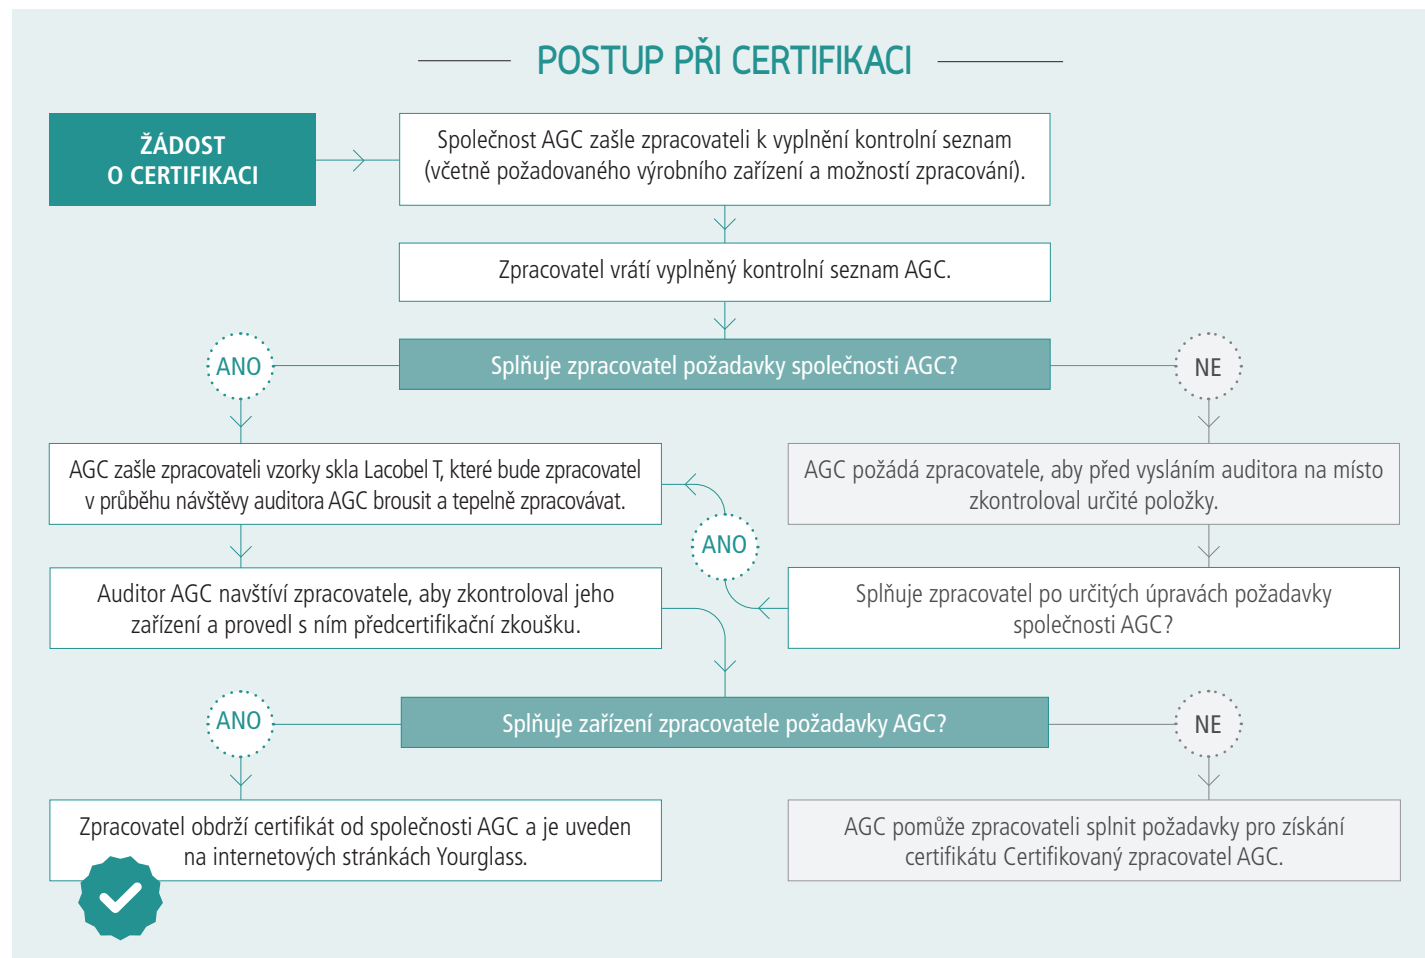 POSTUP PŘI CERTIFIKACI
ŽÁDOST
O CERTIFIKACI
Společnost AGC zašle zpracovateli k vyplnění kontrolní seznam
(včetně požadovaného výrobního zařízení a možností zpracování).
Zpracovatel vrátí vyplněný kontrolní seznam AGC.
ANO
Splňuje zpracovatel požadavky společnosti AGC?
NE
AGC zašle zpracovateli vzorky skla Lacobel T, které bude zpracovatel
v průběhu návštěvy auditora AGC brousit a tepelně zpracovávat.
AGC požádá zpracovatele, aby před vysláním auditora na místo
zkontroloval určité položky.
ANO
Auditor AGC navštíví zpracovatele, aby zkontroloval jeho
zařízení a provedl s ním předcertifikační zkoušku.
Splňuje zpracovatel po určitých úpravách požadavky
společnosti AGC?
ANO
Splňuje zařízení zpracovatele požadavky AGC?
NE
Zpracovatel obdrží certifikát od společnosti AGC a je uveden
na internetových stránkách Yourglass.
AGC pomůže zpracovateli splnit požadavky pro získání
certifikátu Certifikovaný zpracovatel AGC.